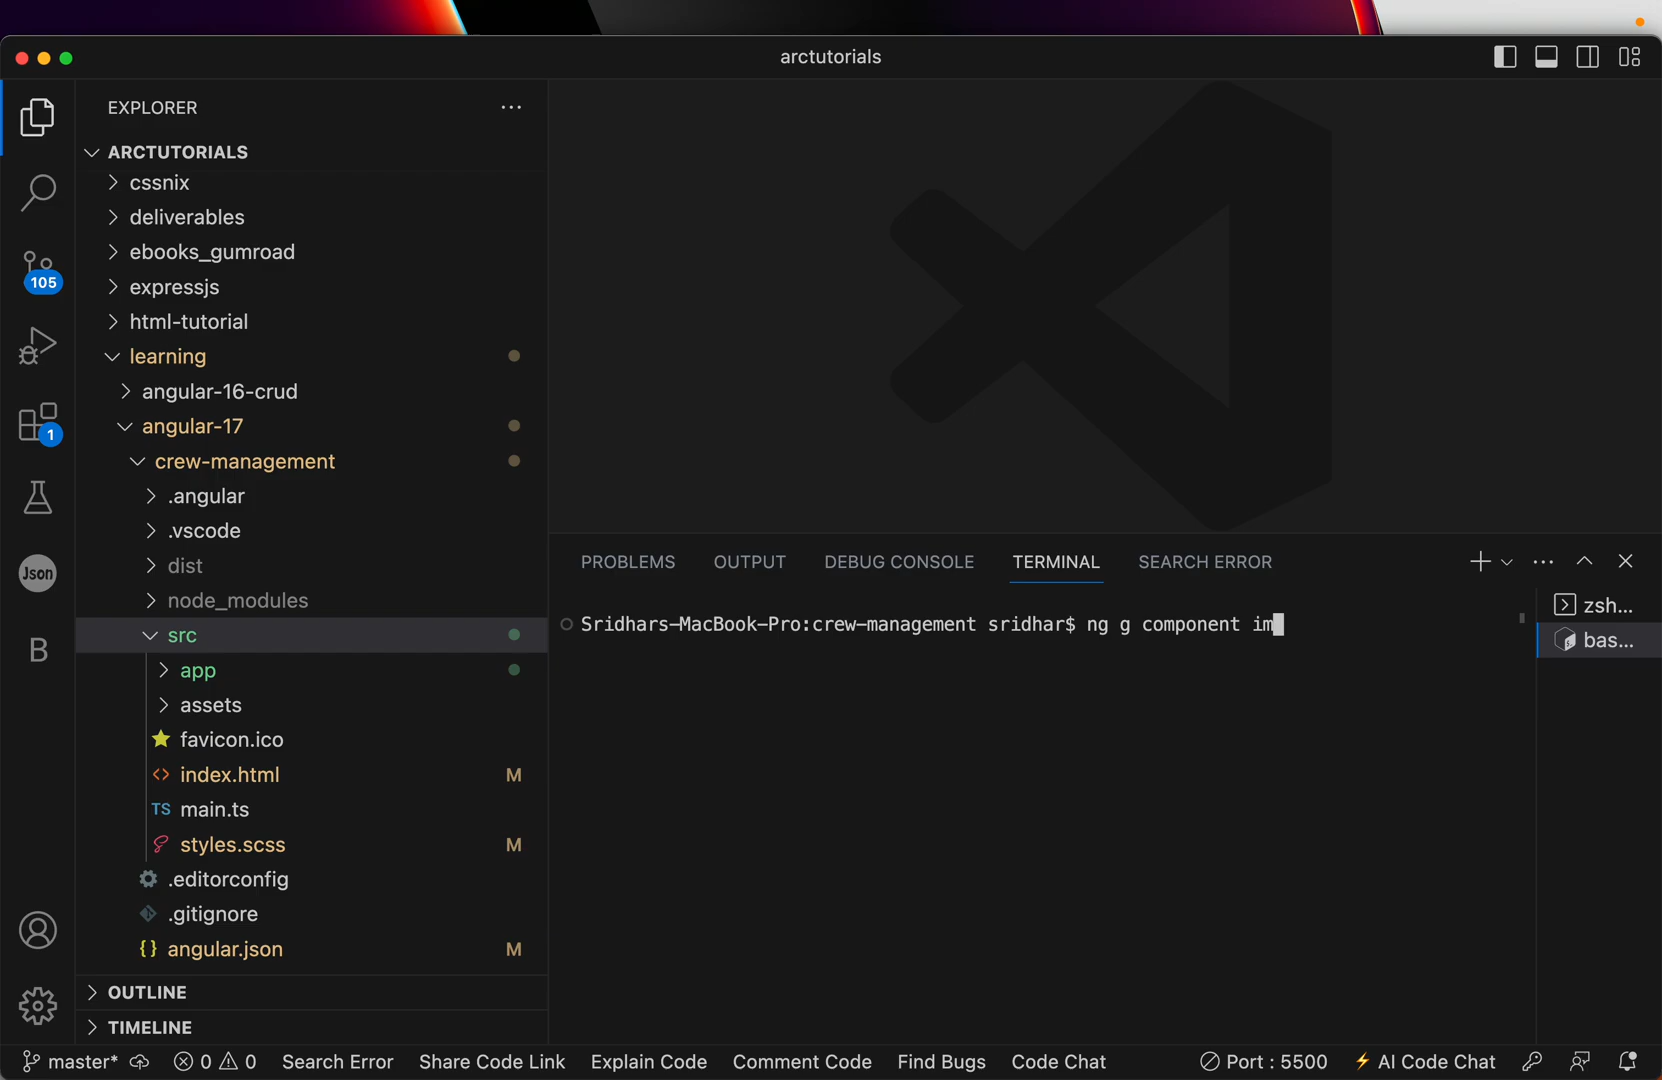 arctutorials
EXPLORER
ARCTUTORIALS
cssnix
deliverables
ebooks_gumroad
expressjs
html-tutorial
learning
angular-16-crud
angular-17
crew-management
.angular
.vscode
dist
node_modules
src
app
assets
favicon.ico
index.html M
TS main.ts
styles.scss M
.editorconfig
.gitignore
{} angular.json M
OUTLINE
TIMELINE
105
1
Json
B
PROBLEMS OUTPUT DEBUG CONSOLE TERMINAL SEARCH ERROR
Sridhars-MacBook-Pro:crew-management sridhar$ ng g component im
zsh...
bas...
master* 0 0 Search Error Share Code Link Explain Code Comment Code Find Bugs Code Chat Port : 5500 AI Code Chat